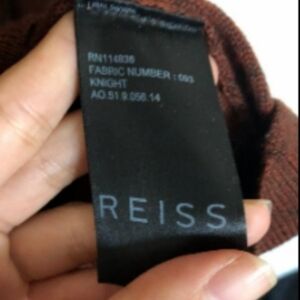 RN114836
FABRIC NUMBER : 093
KNIGHT
AO.51.9.056.14
REISS